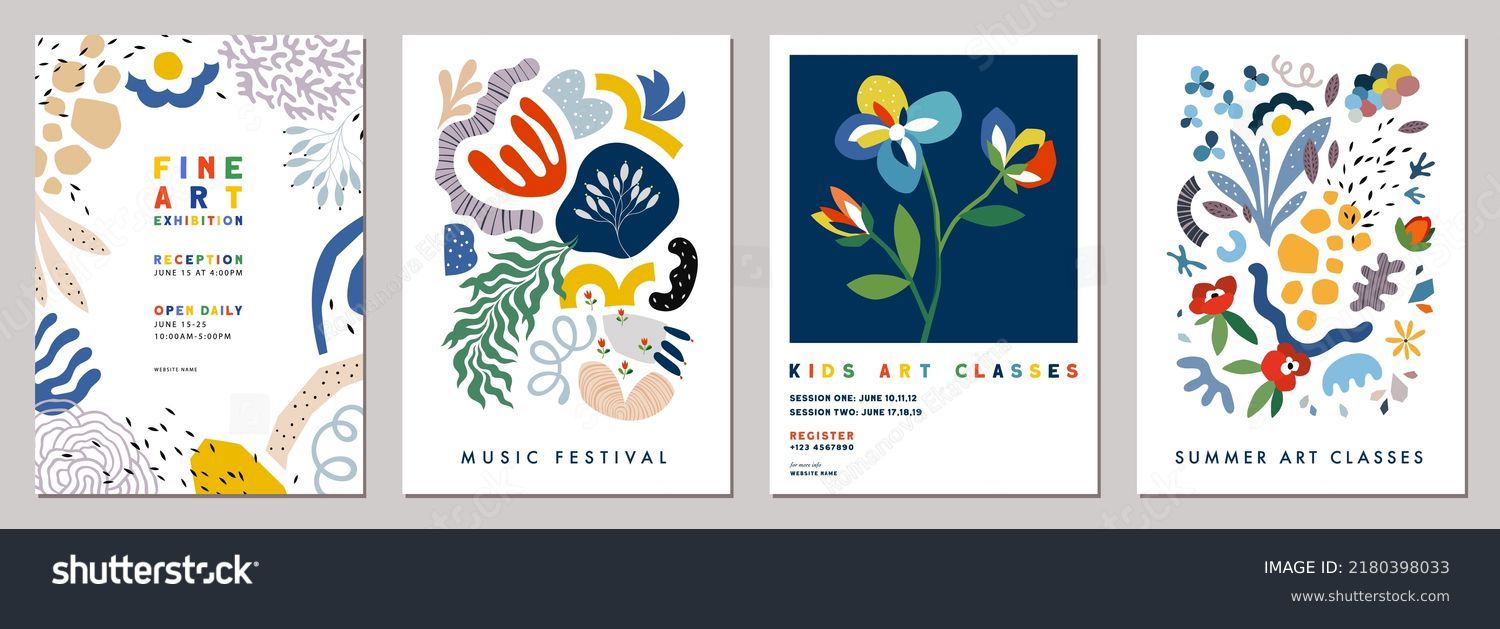 FINE
ART
EXHIBITION
RECEPTION
JUNE 15 AT 4:00PM
OPEN DAILY
JUNE 15-25
10:00AM-5:00PM
WEBSITE NAME
MUSIC FESTIVAL
KIDS ART CLASSES
SESSION ONE: JUNE 10,11,12
SESSION TWO: JUNE 17,18,19
REGISTER
+123 4567890
for more info
WEBSITE NAME
SUMMER ART CLASSES
shutterstock
IMAGE ID: 2180398033
www.shutterstock.com